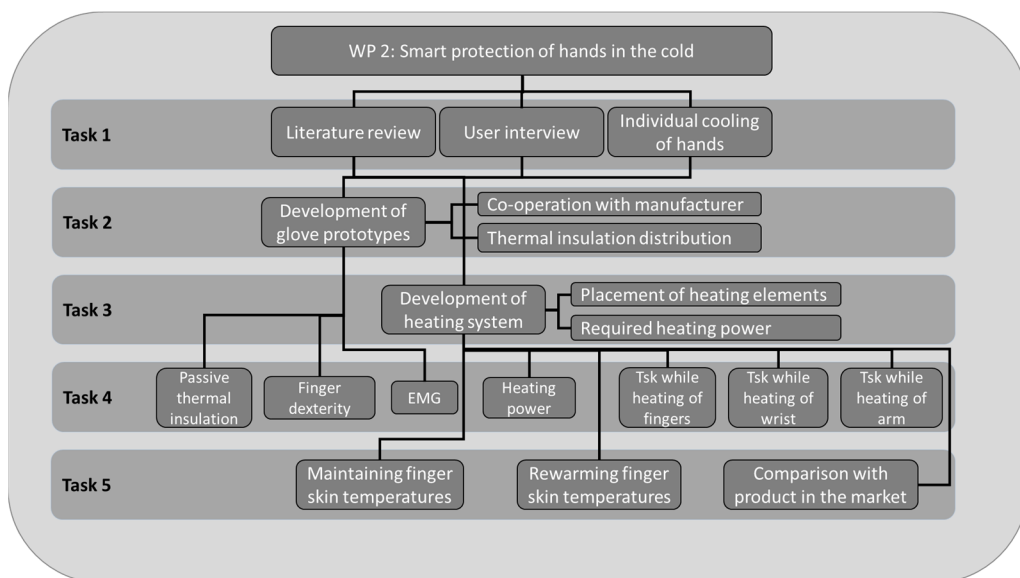 WP 2: Smart protection of hands in the cold
Task 1
Literature review
User interview
Individual cooling
of hands
Task 2
Development of
glove prototypes
Co-operation with manufacturer
Thermal insulation distribution
Task 3
Development of
heating system
Placement of heating elements
Required heating power
Task 4
Passive
thermal
insulation
Finger
dexterity
EMG
Heating
power
Tsk while
heating of
fingers
Tsk while
heating of
wrist
Tsk while
heating of
arm
Task 5
Maintaining finger
skin temperatures
Rewarming finger
skin temperatures
Comparison with
product in the market